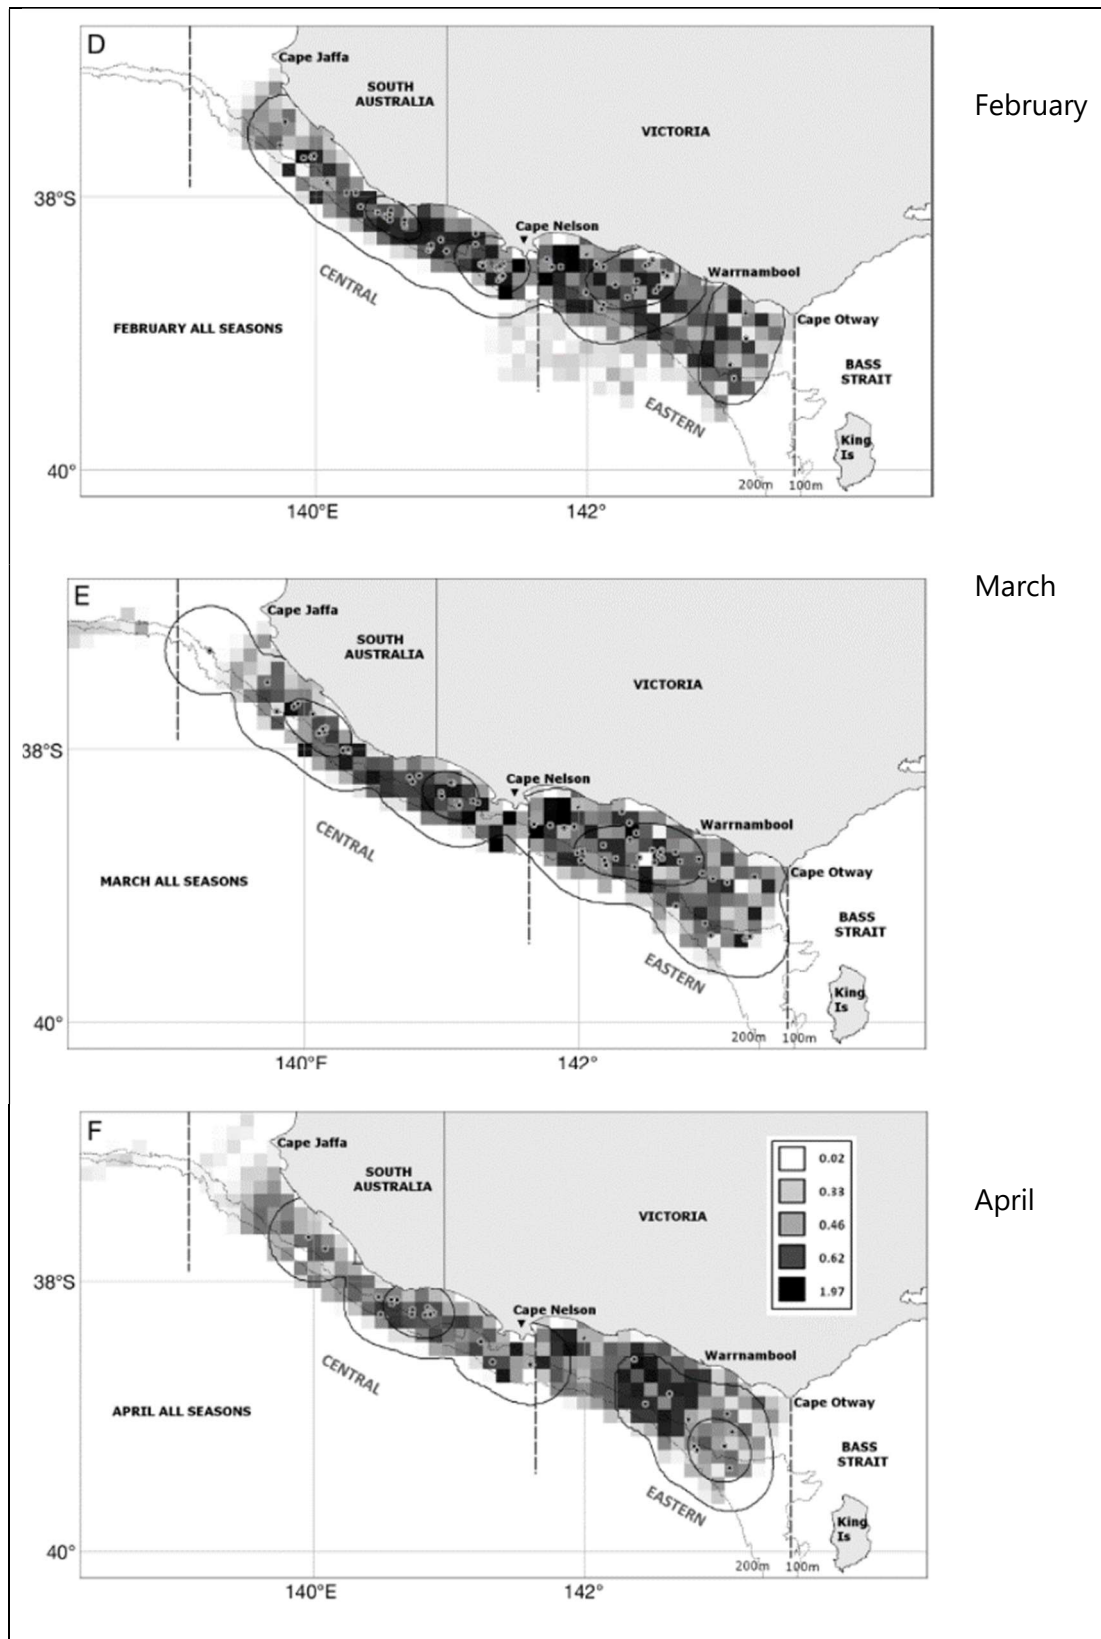 D
Cape Jaffa
SOUTH
AUSTRALIA
VICTORIA
February
38°S
Cape Nelson
Warrnambool
CENTRAL
Cape Otway
FEBRUARY ALL SEASONS
BASS
STRAIT
EASTERN
King
Is
40°
200m 100m
140°E 142°
E
March
Cape Jaffa
SOUTH
AUSTRALIA
VICTORIA
38°S
Cape Nelson
Warrnambool
CENTRAL
Cape Otway
MARCH ALL SEASONS
BASS
STRAIT
EASTERN
King
Is
40°
200m 100m
140°E 142°
F
Cape Jaffa
0.02
SOUTH
AUSTRALIA
0.33
April
VICTORIA
0.46
0.62
38°S
1.97
Cape Nelson
Warrnambool
CENTRAL
Cape Otway
APRIL ALL SEASONS
BASS
STRAIT
EASTERN
King
Is
40°
200m 100m
140°E 142°